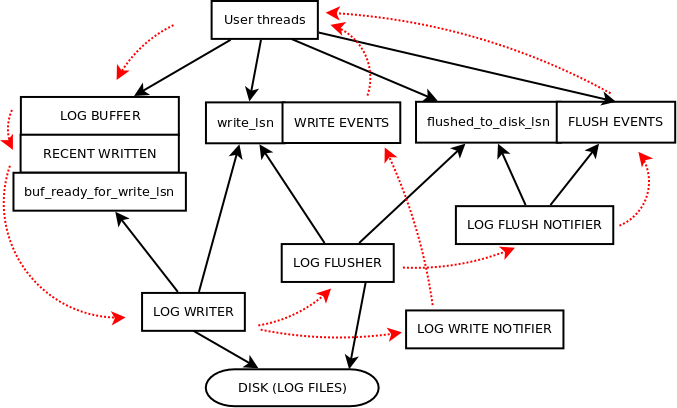 User threads
LOG BUFFER
write_lsn
WRITE EVENTS
flushed_to_disk_lsn
FLUSH EVENTS
RECENT WRITTEN
buf_ready_for_write_lsn
LOG FLUSH NOTIFIER
LOG FLUSHER
LOG WRITER
LOG WRITE NOTIFIER
DISK (LOG FILES)